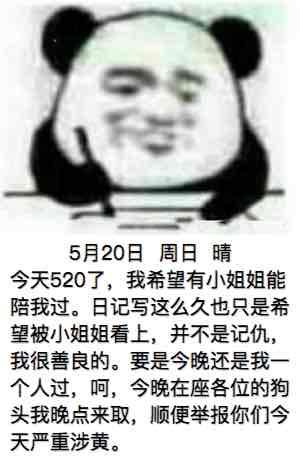 5月20日 周日 晴
今天520了，我希望有小姐姐能
陪我过。日记写这么久也只是希
望被小姐姐看上，并不是记仇，
我很善良的。要是今晚还是我一
个人过，呵，今晚在座各位的狗
头我晚点来取，顺便举报你们今
天严重涉黄。